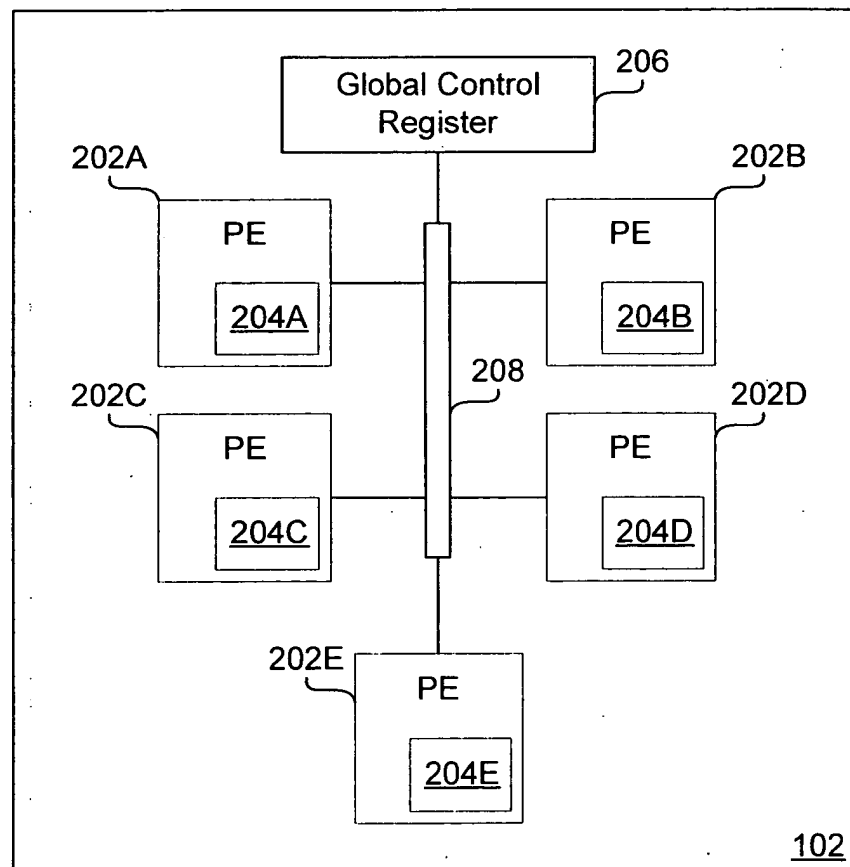 206
Global Control
Register
202A
202B
PE
PE
204A
204B
208
202C
202D
PE
PE
204C
204D
202E
PE
204E
102